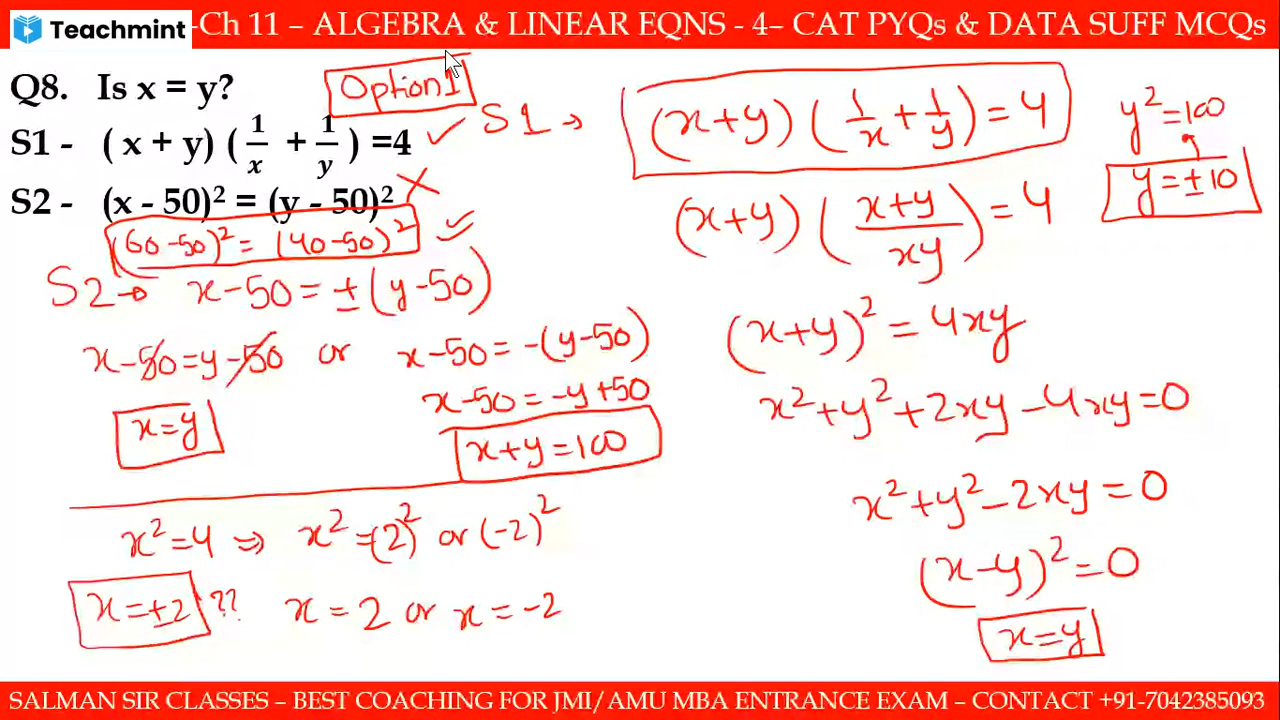 Teachmint
-Ch 11 – ALGEBRA & LINEAR EQNS - 4– CAT PYQs & DATA SUFF MCQs
Q8. Is x = y?
Option1
S1 - ( x + y) ( 1/x + 1/y ) =4 ✓
S2 - (x - 50)² = (y - 50)² ✗
(60-50)² = (40-50)² ✓
S2→ x-50 = ± (y-50)
x-50=y-50 or x-50=-(y-50)
x-50=-y+50
x=y
x+y=100
x²=4 ⇒ x²=(2)² or (-2)²
x=±2 ?? x=2 or x=-2
S1→ (x+y) (1/x + 1/y) = 4
(x+y) ( x+y / xy ) = 4
(x+y)² = 4xy
x²+y²+2xy-4xy=0
x²+y²-2xy=0
(x-y)²=0
x=y
y²=100
y=±10
SALMAN SIR CLASSES – BEST COACHING FOR JMI/AMU MBA ENTRANCE EXAM – CONTACT +91-7042385093